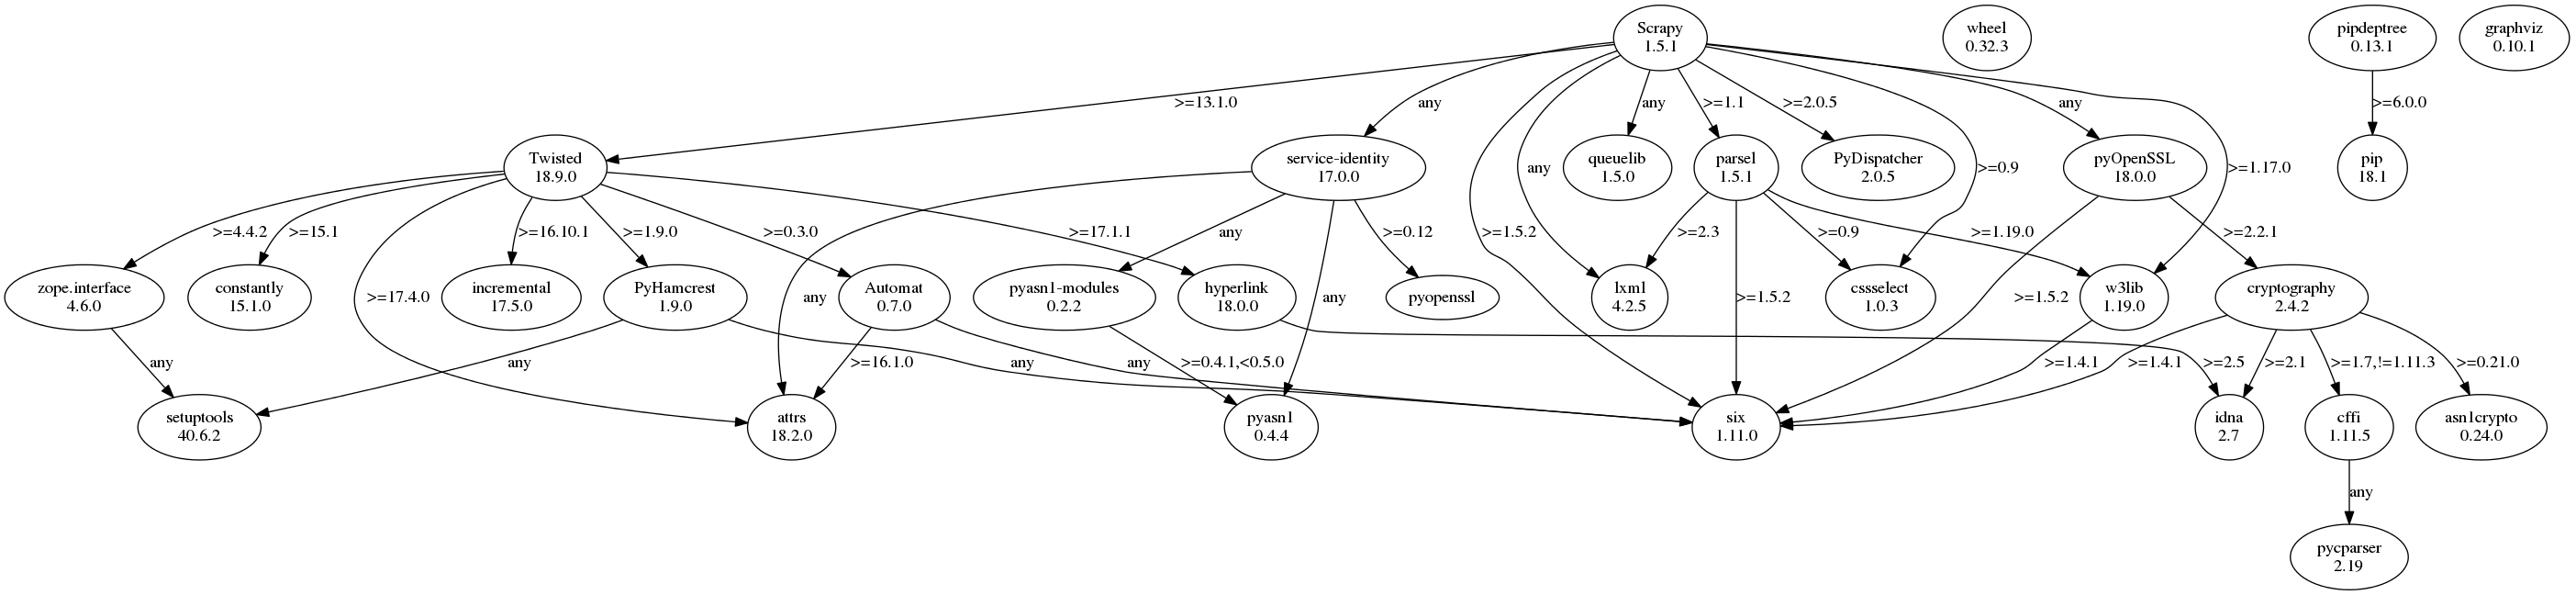 Scrapy
1.5.1
wheel
0.32.3
pipdeptree
0.13.1
graphviz
0.10.1
>=13.1.0
any
any
>=1.1
>=2.0.5
any
>=6.0.0
Twisted
18.9.0
service-identity
17.0.0
any
queuelib
1.5.0
parsel
1.5.1
PyDispatcher
2.0.5
>=0.9
pyOpenSSL
18.0.0
>=1.17.0
pip
18.1
>=4.4.2
>=15.1
>=16.10.1
>=1.9.0
>=0.3.0
>=17.1.1
any
>=0.12
>=1.5.2
>=2.3
>=0.9
>=1.19.0
>=2.2.1
zope.interface
4.6.0
constantly
15.1.0
>=17.4.0
incremental
17.5.0
PyHamcrest
1.9.0
any
Automat
0.7.0
pyasn1-modules
0.2.2
hyperlink
18.0.0
any
pyopenssl
lxml
4.2.5
>=1.5.2
cssselect
1.0.3
>=1.5.2
w3lib
1.19.0
cryptography
2.4.2
any
any
>=16.1.0
any
any
>=0.4.1,<0.5.0
>=1.4.1
>=1.4.1
>=2.5
>=2.1
>=1.7,!=1.11.3
>=0.21.0
setuptools
40.6.2
attrs
18.2.0
pyasn1
0.4.4
six
1.11.0
idna
2.7
cffi
1.11.5
asn1crypto
0.24.0
any
pycparser
2.19